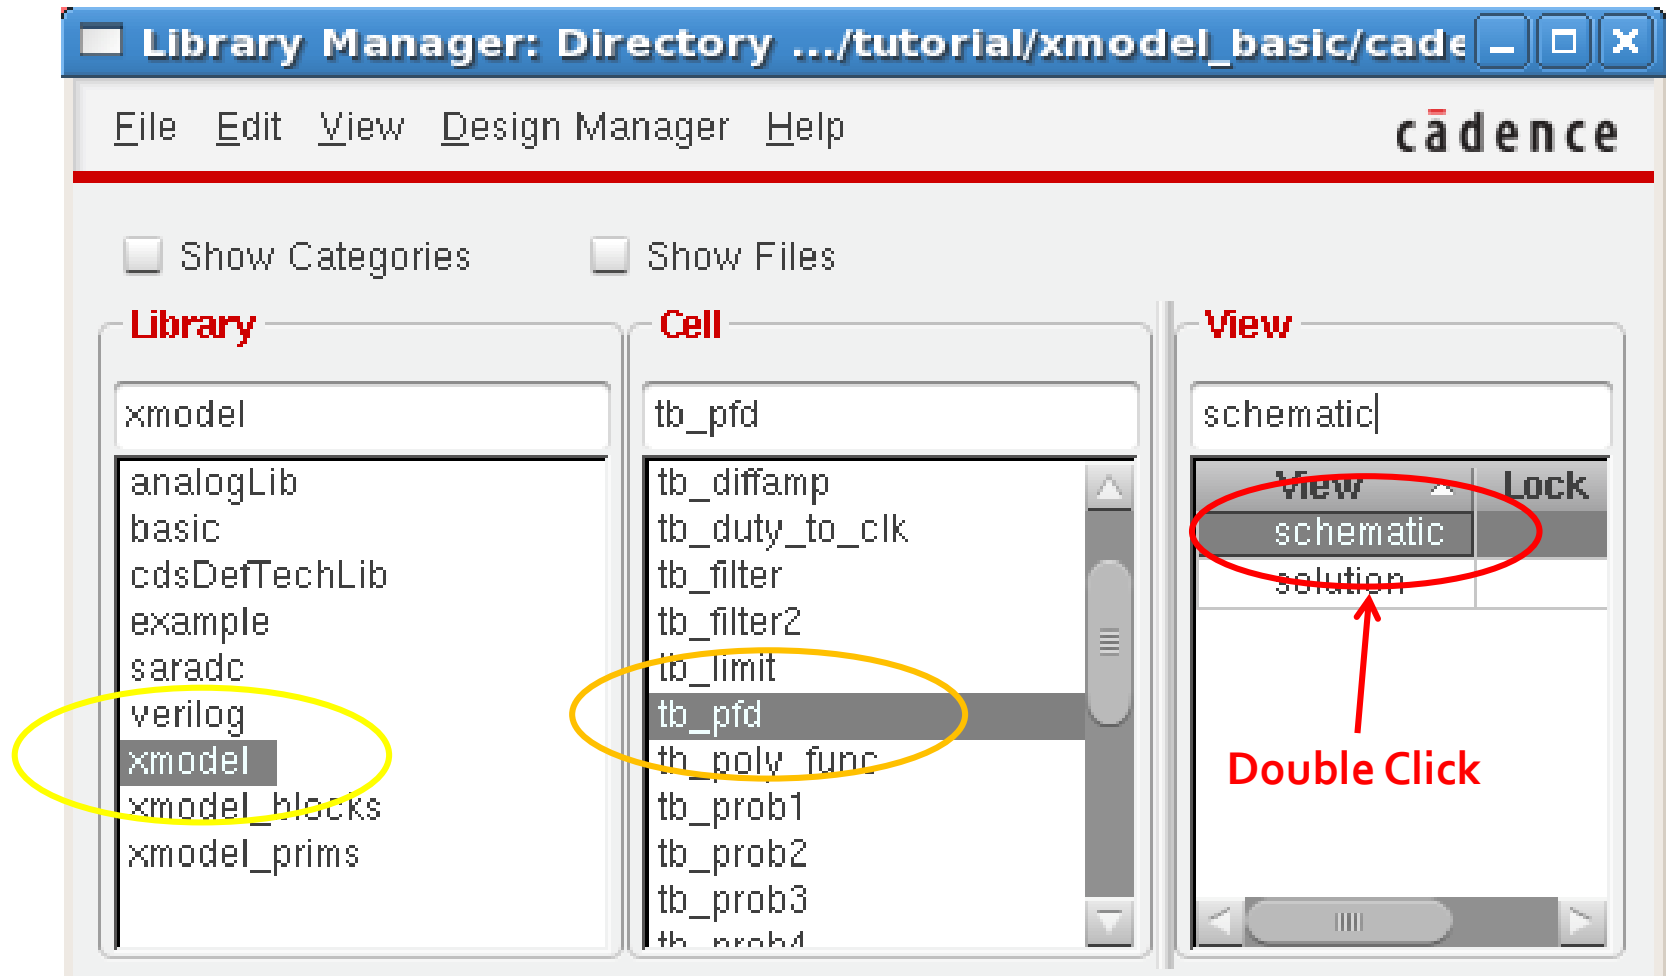 Library Manager: Directory .../tutorial/xmodel_basic/cade
File Edit View Design Manager Help
cādence
Show Categories
Show Files
Library
xmodel
analogLib
basic
cdsDefTechLib
example
saradc
verilog
xmodel
xmodel_blocks
xmodel_prims
Cell
tb_pfd
tb_diffamp
tb_duty_to_clk
tb_filter
tb_filter2
tb_limit
tb_pfd
tb_poly_func
tb_prob1
tb_prob2
tb_prob3
tb_prob4
View
schematic
View Lock
schematic
solution
Double Click